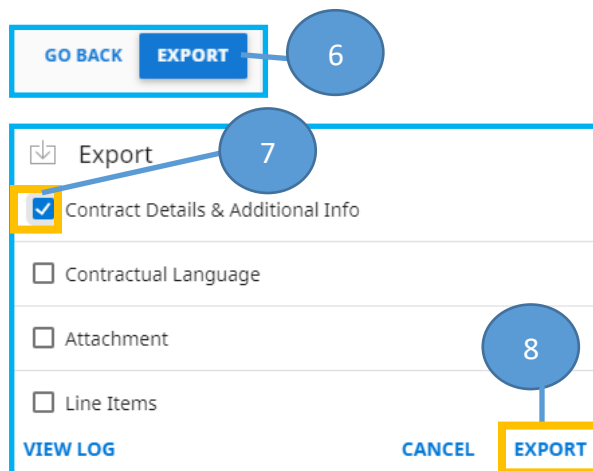 GO BACK EXPORT 6
Export 7
Contract Details & Additional Info
Contractual Language
Attachment
8
Line Items
VIEW LOG CANCEL EXPORT